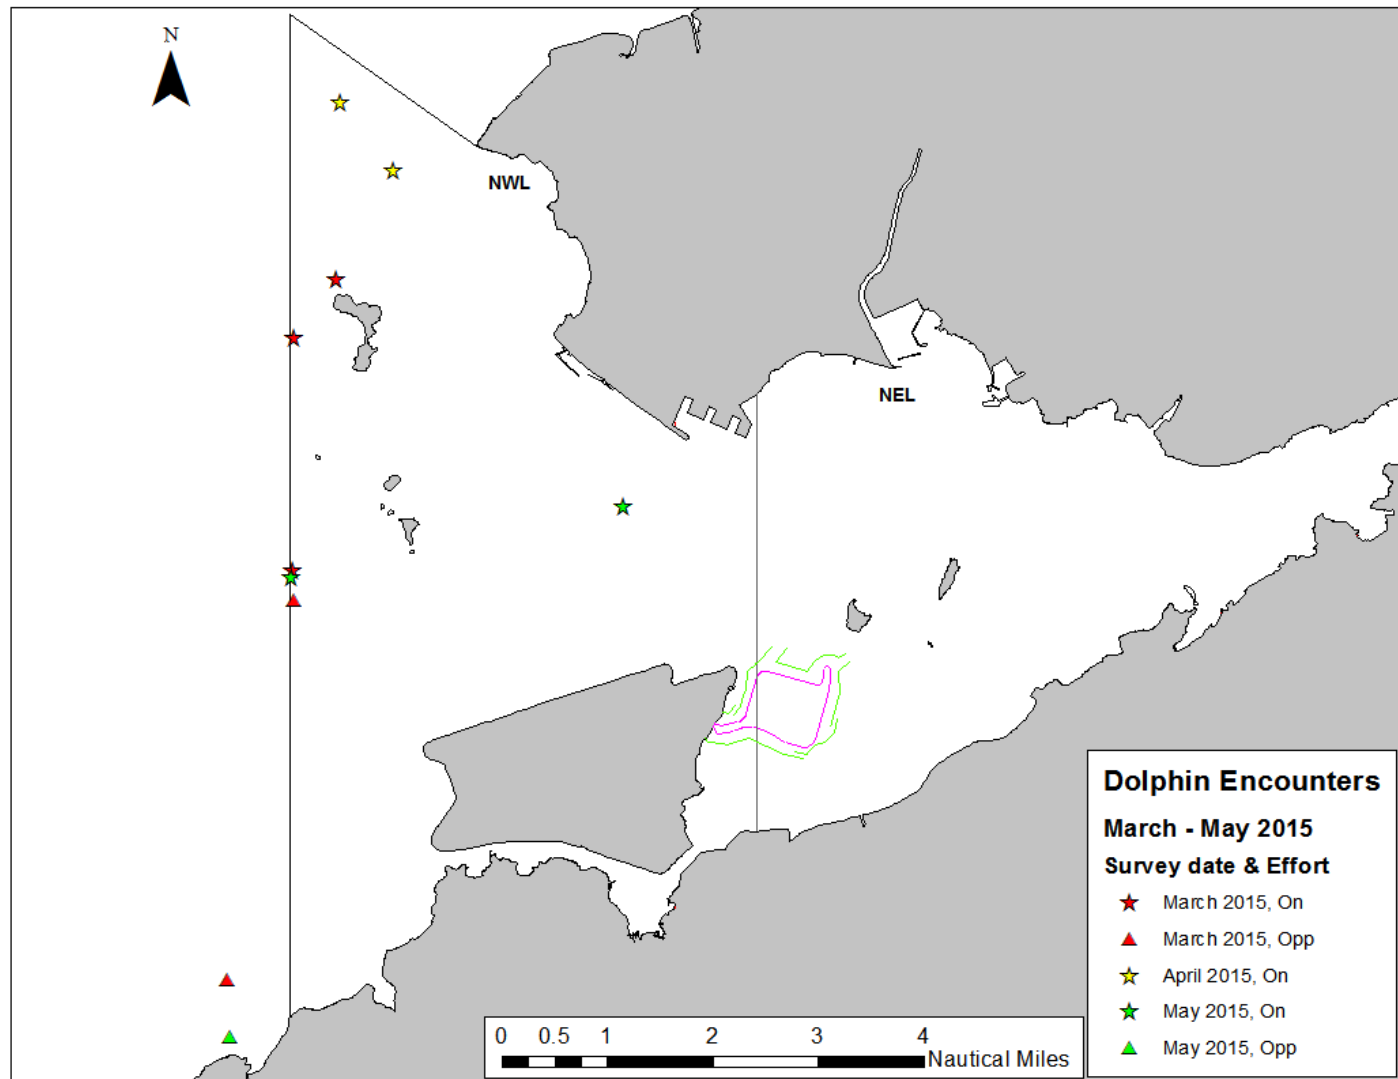 N
NWL
NEL
Dolphin Encounters
March - May 2015
Survey date & Effort
March 2015, On
March 2015, Opp
April 2015, On
May 2015, On
May 2015, Opp
0 0.5 1 2 3 4
Nautical Miles